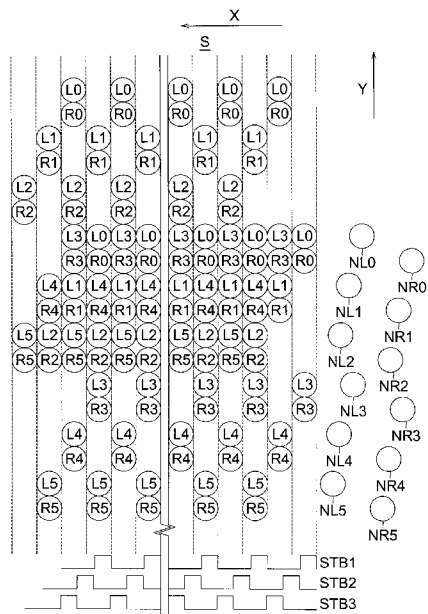 X
S
Y
L0 L0 L0 L0 L0
R0 R0 R0 R0 R0
L1 L1 L1 L1 L1
R1 R1 R1 R1 R1
L2 L2 L2 L2 L2
R2 R2 R2 R2 R2
L3 L0 L3 L0 L3 L0 L3 L0 L3 L0
R3 R0 R3 R0 R3 R0 R3 R0 R3 R0
NL0
NR0
L4 L1 L4 L1 L4 L1 L4 L1 L4 L1
R4 R1 R4 R1 R4 R1 R4 R1 R4 R1
NL1
NR1
L5 L2 L5 L2 L5 L2 L5 L2 L5 L2
R5 R2 R5 R2 R5 R2 R5 R2 R5 R2
NL2
NR2
L3 L3 L3 L3 L3
R3 R3 R3 R3 R3
NL3
NR3
L4 L4 L4 L4 L4
R4 R4 R4 R4 R4
NL4
NR4
L5 L5 L5 L5 L5
R5 R5 R5 R5 R5
NL5
NR5
STB1
STB2
STB3